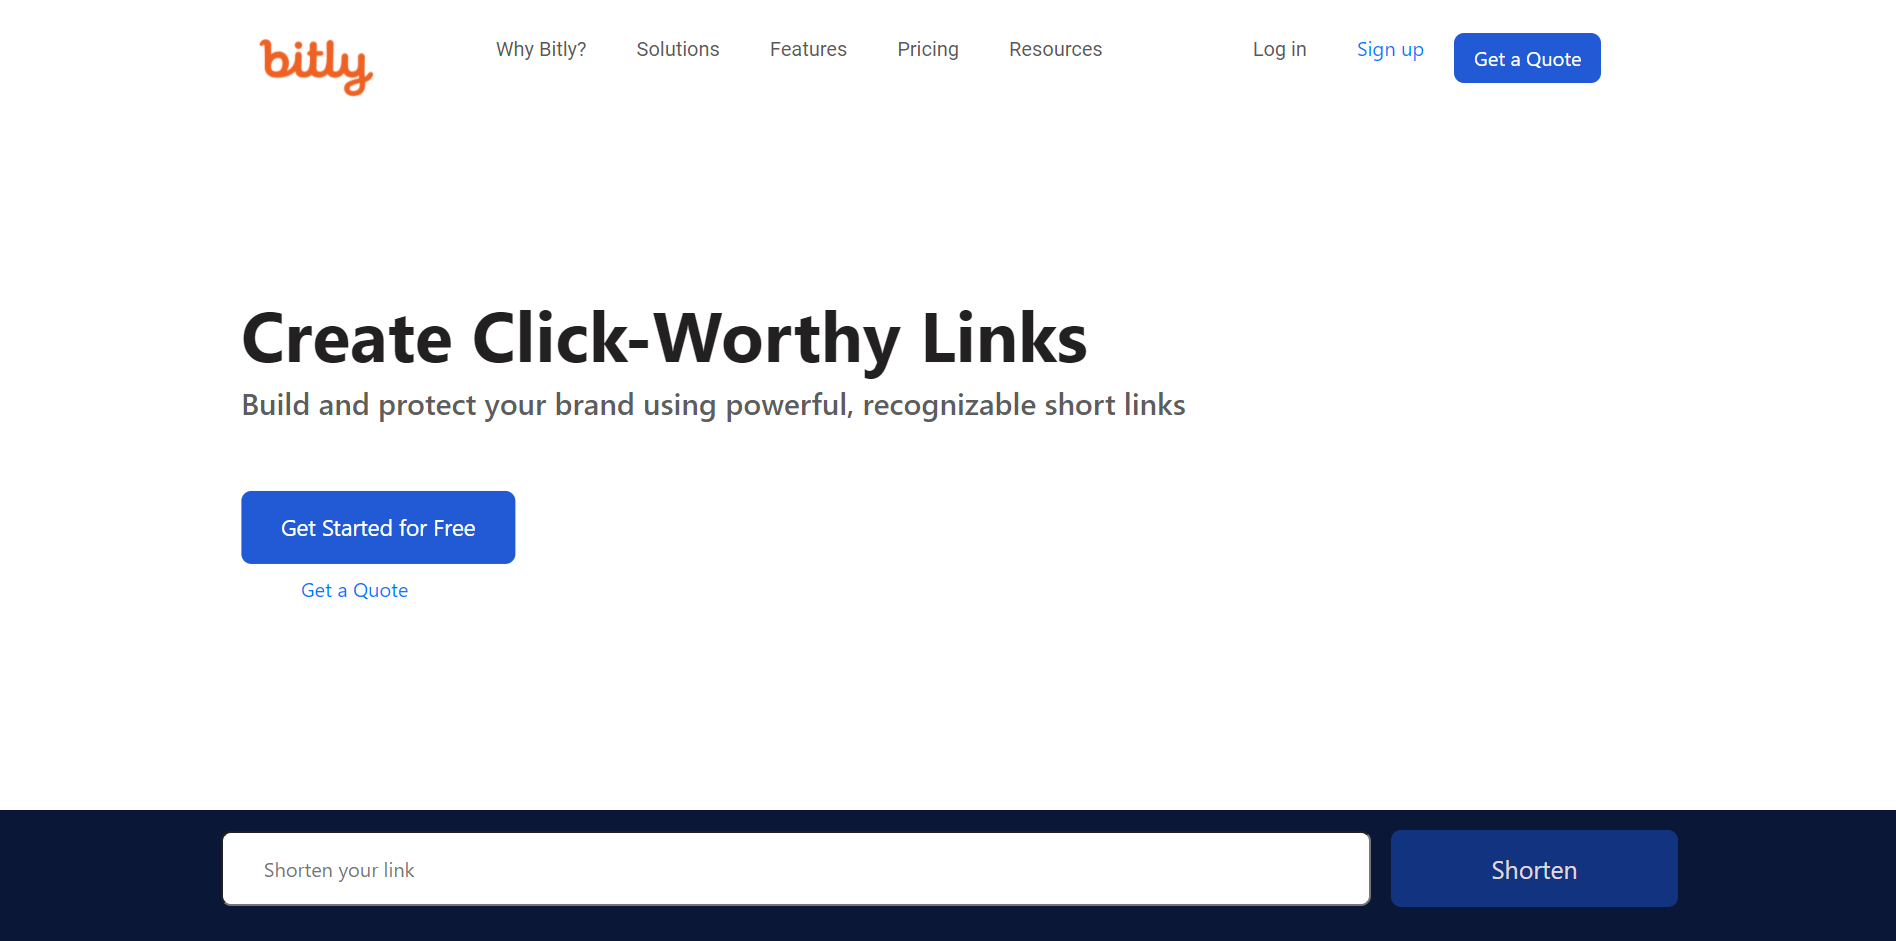 bitly
Why Bitly? Solutions Features Pricing Resources Log in Sign up Get a Quote
Create Click-Worthy Links
Build and protect your brand using powerful, recognizable short links
Get Started for Free
Get a Quote
Shorten your link Shorten